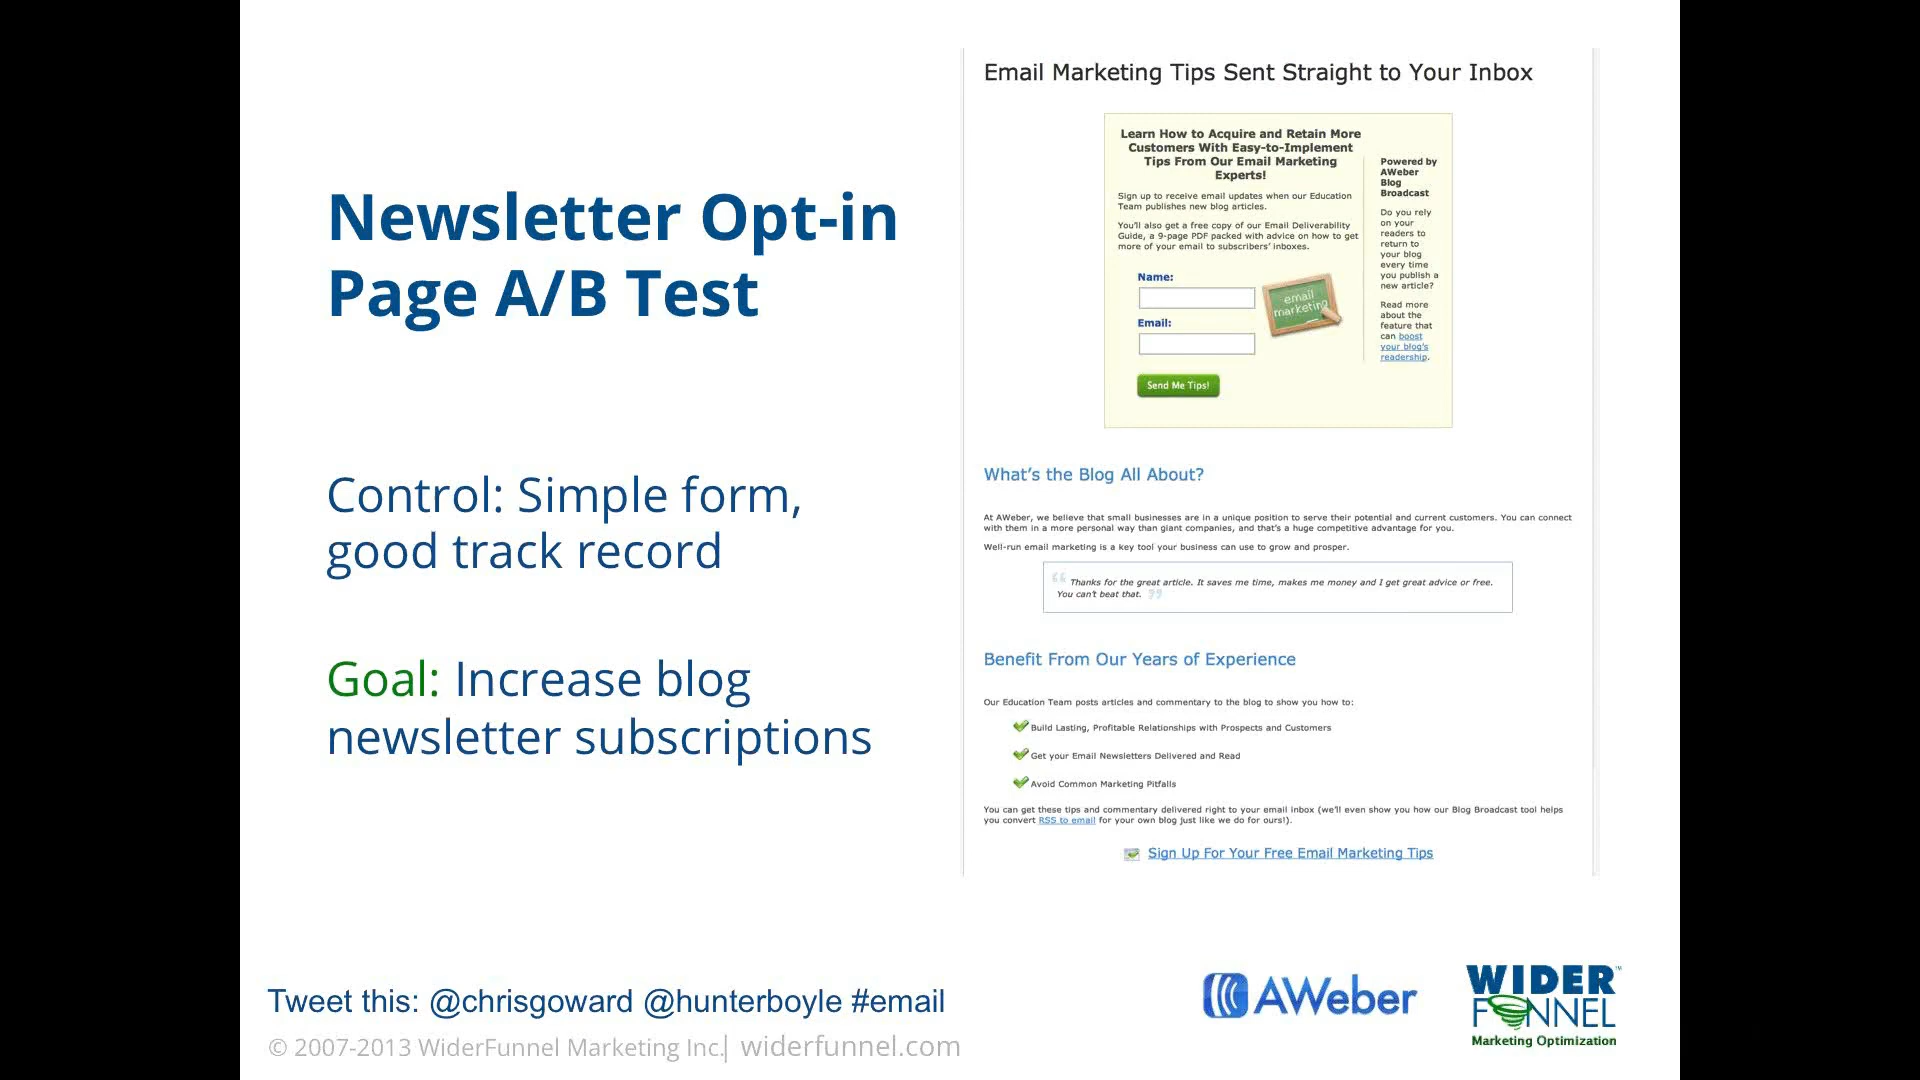 Newsletter Opt-in
Page A/B Test
Control: Simple form,
good track record
Goal: Increase blog
newsletter subscriptions
Email Marketing Tips Sent Straight to Your Inbox
Learn How to Acquire and Retain More
Customers With Easy-to-Implement
Tips From Our Email Marketing
Experts!
Sign up to receive email updates when our Education
Team publishes new blog articles.
You'll also get a free copy of our Email Deliverability
Guide, a 9-page PDF packed with advice on how to get
more of your email to subscribers' inboxes.
Name:
Email:
email
marketing
Send Me Tips!
Powered by
AWeber
Blog
Broadcast
Do you rely
on your
readers to
return to
your blog
every time
you publish a
new article?
Read more
about the
feature that
can boost
your blog's
readership.
What's the Blog All About?
At AWeber, we believe that small businesses are in a unique position to serve their potential and current customers. You can connect
with them in a more personal way than giant companies, and that's a huge competitive advantage for you.
Well-run email marketing is a key tool your business can use to grow and prosper.
“ Thanks for the great article. It saves me time, makes me money and I get great advice or free.
You can't beat that. ”
Benefit From Our Years of Experience
Our Education Team posts articles and commentary to the blog to show you how to:
Build Lasting, Profitable Relationships with Prospects and Customers
Get your Email Newsletters Delivered and Read
Avoid Common Marketing Pitfalls
You can get these tips and commentary delivered right to your email inbox (we'll even show you how our Blog Broadcast tool helps
you convert RSS to email for your own blog just like we do for ours!).
Sign Up For Your Free Email Marketing Tips
Tweet this: @chrisgoward @hunterboyle #email
© 2007-2013 WiderFunnel Marketing Inc.| widerfunnel.com
AWeber
WIDER™
FUNNEL
Marketing Optimization